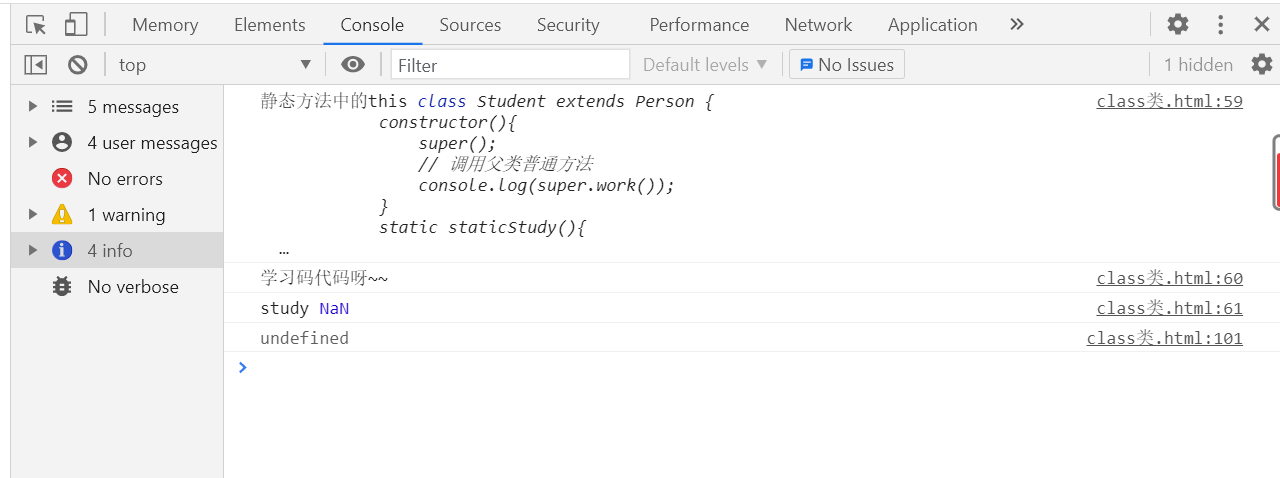 Memory Elements Console Sources Security Performance Network Application
top Filter Default levels No Issues 1 hidden
5 messages
4 user messages
No errors
1 warning
4 info
No verbose
静态方法中的this class Student extends Person { class类.html:59
constructor(){
super();
// 调用父类普通方法
console.log(super.work());
}
static staticStudy(){
…
学习码代码呀~~ class类.html:60
study NaN class类.html:61
undefined class类.html:101